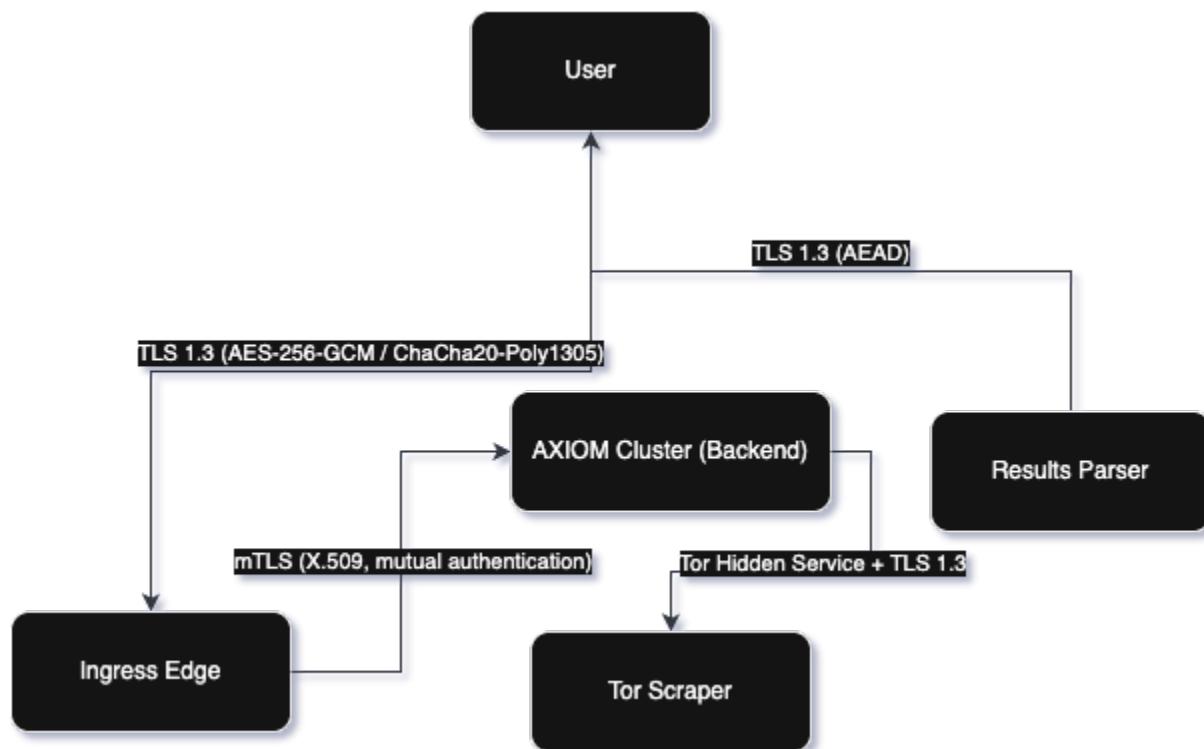 User
TLS 1.3 (AEAD)
TLS 1.3 (AES-256-GCM / ChaCha20-Poly1305)
AXIOM Cluster (Backend)
Results Parser
mTLS (X.509, mutual authentication)
Tor Hidden Service + TLS 1.3
Ingress Edge
Tor Scraper